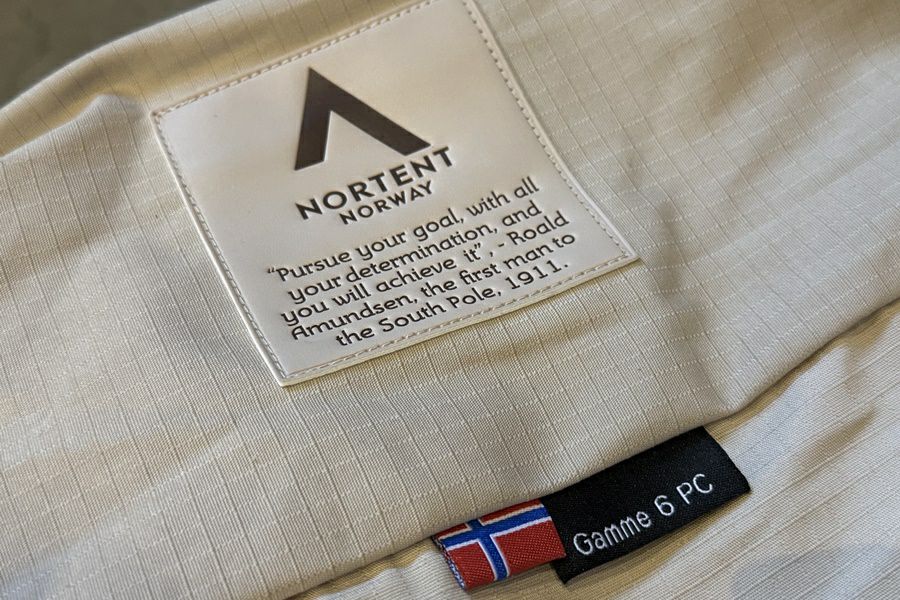 NORTENT
NORWAY
“Pursue your goal, with all
your determination, and
you will achieve it” , - Roald
Amundsen, the first man to
the South Pole, 1911.
Gamme 6 PC